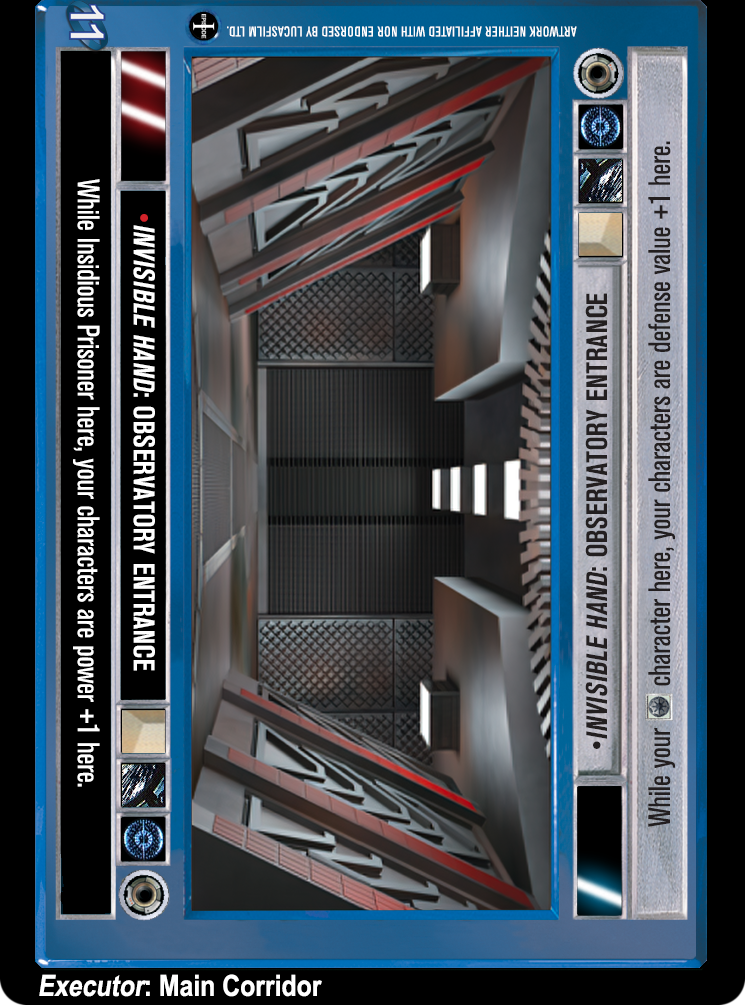 11
EPISODE I
ARTWORK NEITHER AFFILIATED WITH NOR ENDORSED BY LUCASFILM LTD.
While Insidious Prisoner here, your characters are power +1 here.
• INVISIBLE HAND: OBSERVATORY ENTRANCE
• INVISIBLE HAND: OBSERVATORY ENTRANCE
While your character here, your characters are defense value +1 here.
Executor: Main Corridor